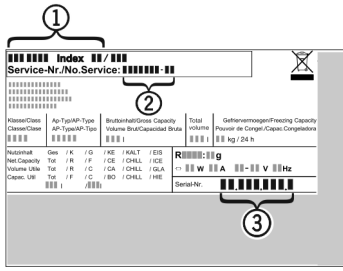 1
Index /
Service-Nr./No.Service: -
2
Klasse/Class Ap-Typ/AP-Type Bruttoinhalt/Gross Capacity Total Gefriervermoegen/Freezing Capacity
Classe/Clase AP-Type/AP-Tipo Volume Brut/Capacidad Bruta volume Pouvoir de Congel./Capac.Congeladora
l l kg / 24 h
Nutzinhalt Ges / K / G / KE / KALT / EIS
Net.Capacity Tot / R / F / CE / CHILL / ICE
Volume Utile Tot / R / C / CA / CHILL / GLA
Capac. Util Tot / F / C / BO / CHILL / HIE
l / l
R : g
W A - V Hz
Serial-Nr. . . .
3